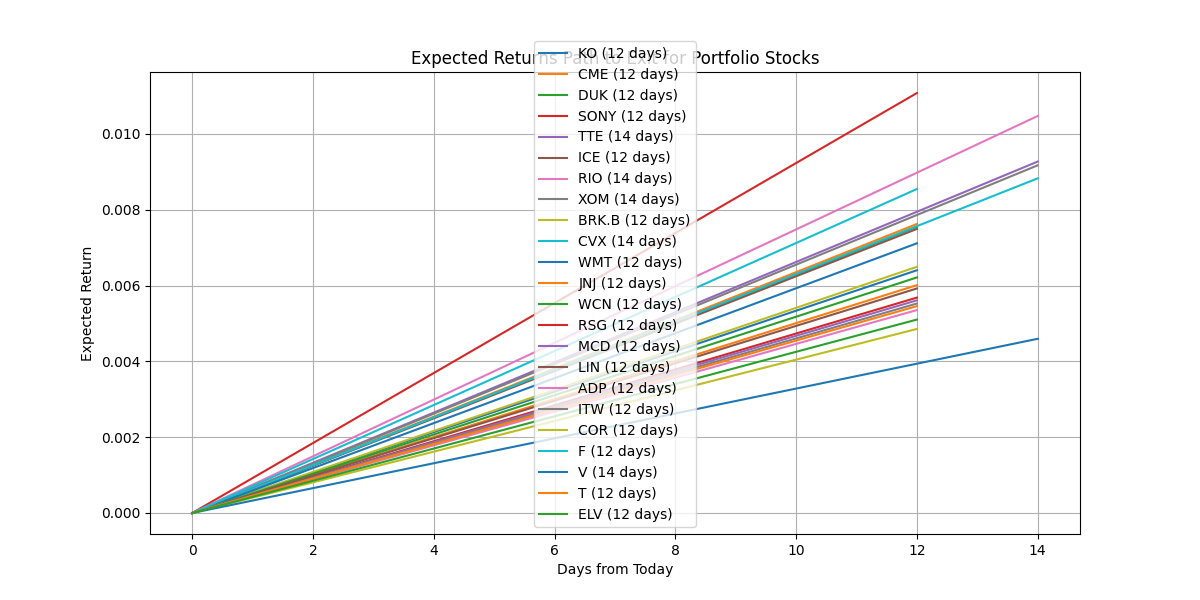 Expected Returns Path to Exit for Portfolio Stocks
KO (12 days)
CME (12 days)
DUK (12 days)
SONY (12 days)
TTE (14 days)
ICE (12 days)
RIO (14 days)
XOM (14 days)
BRK.B (12 days)
CVX (14 days)
WMT (12 days)
JNJ (12 days)
WCN (12 days)
RSG (12 days)
MCD (12 days)
LIN (12 days)
ADP (12 days)
ITW (12 days)
COR (12 days)
F (12 days)
V (14 days)
T (12 days)
ELV (12 days)
Expected Return
0.010
0.008
0.006
0.004
0.002
0.000
0 2 4 6 8 10 12 14
Days from Today